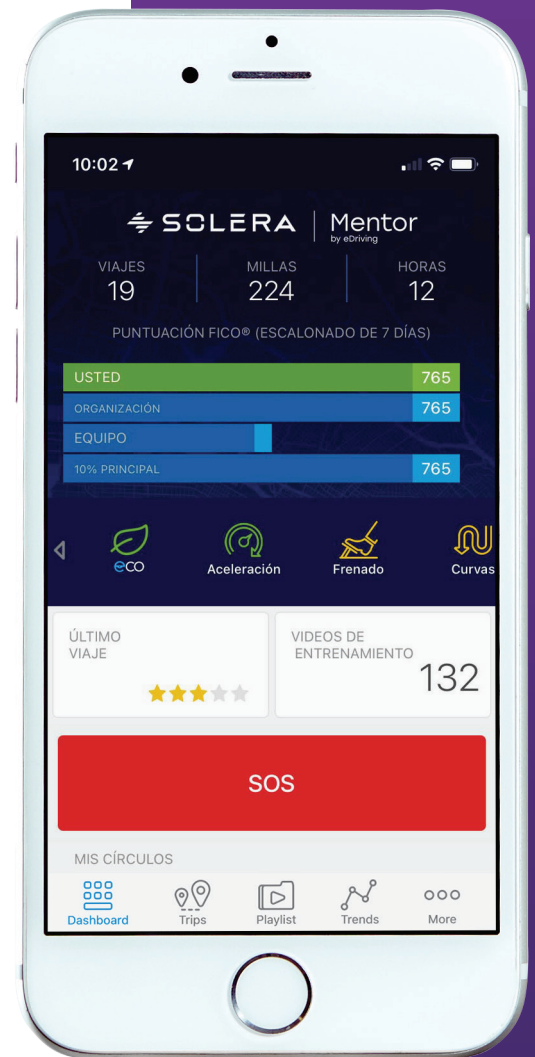 10:02
SOLERA Mentor
by eDriving
VIAJES MILLAS HORAS
19 224 12
PUNTUACIÓN FICO® (ESCALONADO DE 7 DÍAS)
USTED 765
ORGANIZACIÓN 765
EQUIPO
10% PRINCIPAL 765
eco Aceleración Frenado Curvas
ÚLTIMO
VIAJE
VIDEOS DE
ENTRENAMIENTO
132
SOS
MIS CÍRCULOS
Dashboard Trips Playlist Trends More